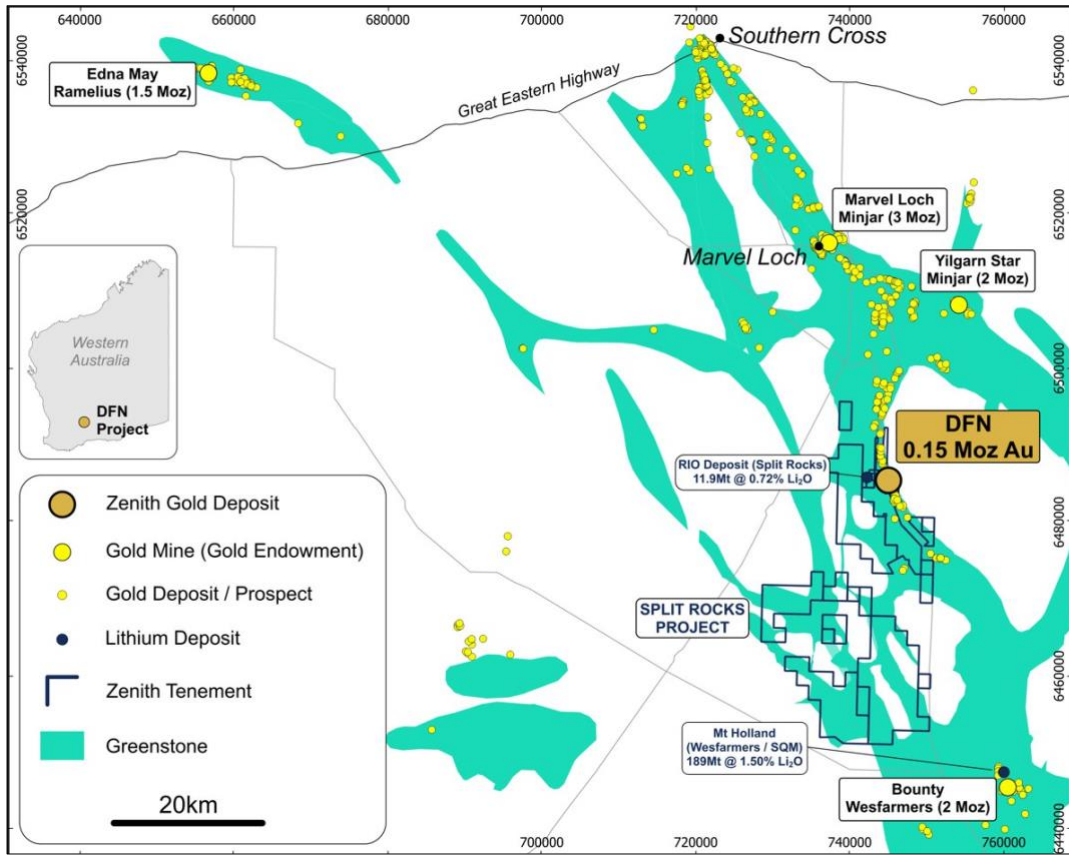 640000
660000
680000
700000
720000
740000
760000
6540000
6540000
Southern Cross
Edna May
Ramelius (1.5 Moz)
Great Eastern Highway
6520000
6520000
Marvel Loch
Minjar (3 Moz)
Marvel Loch
Yilgarn Star
Minjar (2 Moz)
Western
Australia
DFN
Project
6500000
DFN
0.15 Moz Au
RIO Deposit (Split Rocks)
11.9Mt @ 0.72% Li₂O
6480000
SPLIT ROCKS
PROJECT
6460000
Mt Holland
(Wesfarmers / SQM)
189Mt @ 1.50% Li₂O
Bounty
Wesfarmers (2 Moz)
6440000
Zenith Gold Deposit
Gold Mine (Gold Endowment)
Gold Deposit / Prospect
Lithium Deposit
Zenith Tenement
Greenstone
20km
700000
720000
740000
760000